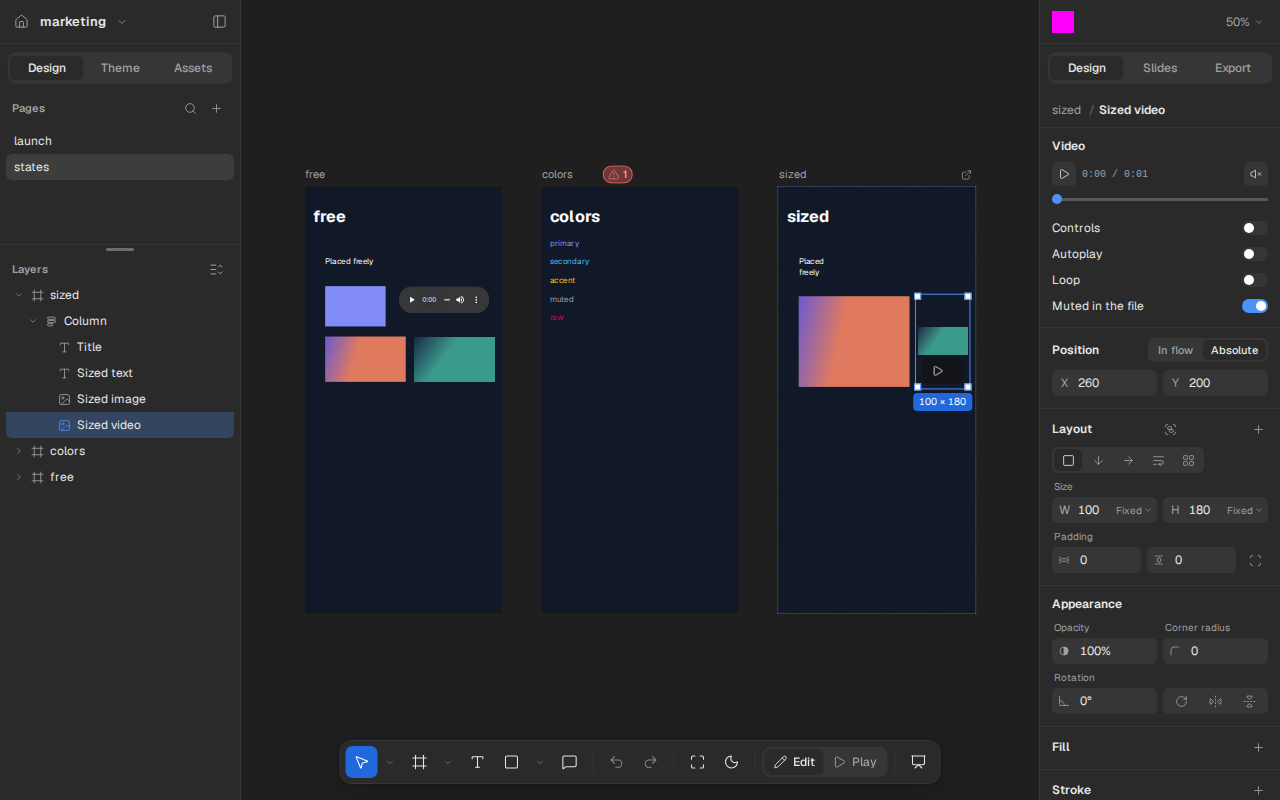 marketing
Design Theme Assets
Pages
launch
states
Layers
sized
Column
Title
Sized text
Sized image
Sized video
colors
free
free
free
Placed freely
0:00
colors
1
colors
primary
secondary
accent
muted
raw
sized
sized
Placed
freely
100 × 180
Edit Play
50%
Design Slides Export
sized / Sized video
Video
0:00 / 0:01
Controls
Autoplay
Loop
Muted in the file
Position In flow Absolute
X 260 Y 200
Layout
Size
W 100 Fixed H 180 Fixed
Padding
0 0
Appearance
Opacity Corner radius
100% 0
Rotation
0°
Fill
Stroke